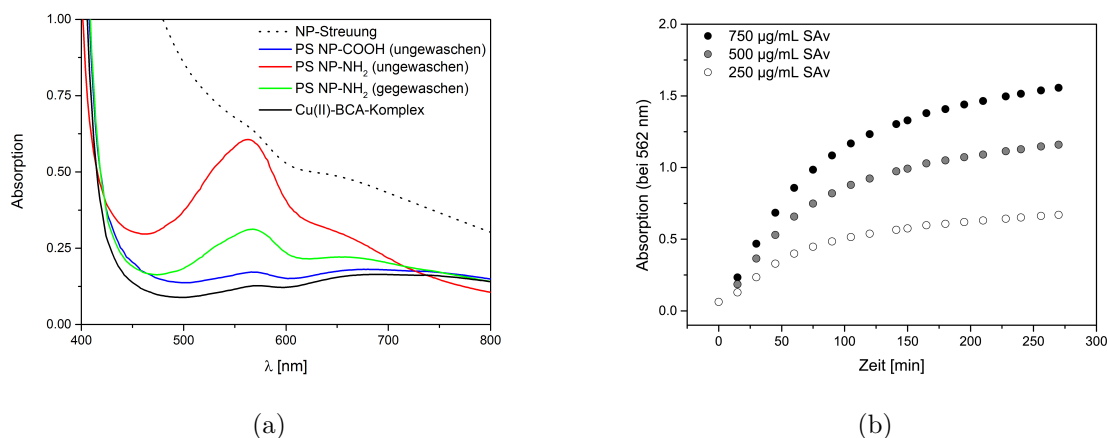 1.00
0.75
0.50
0.25
0.00
Absorption
400
500
600
700
800
λ [nm]
NP-Streuung
PS NP-COOH (ungewaschen)
PS NP-NH₂ (ungewaschen)
PS NP-NH₂ (gegewaschen)
Cu(II)-BCA-Komplex
(a)
2.0
1.5
1.0
0.5
0.0
Absorption (bei 562 nm)
0
50
100
150
200
250
300
Zeit [min]
750 µg/mL SAv
500 µg/mL SAv
250 µg/mL SAv
(b)